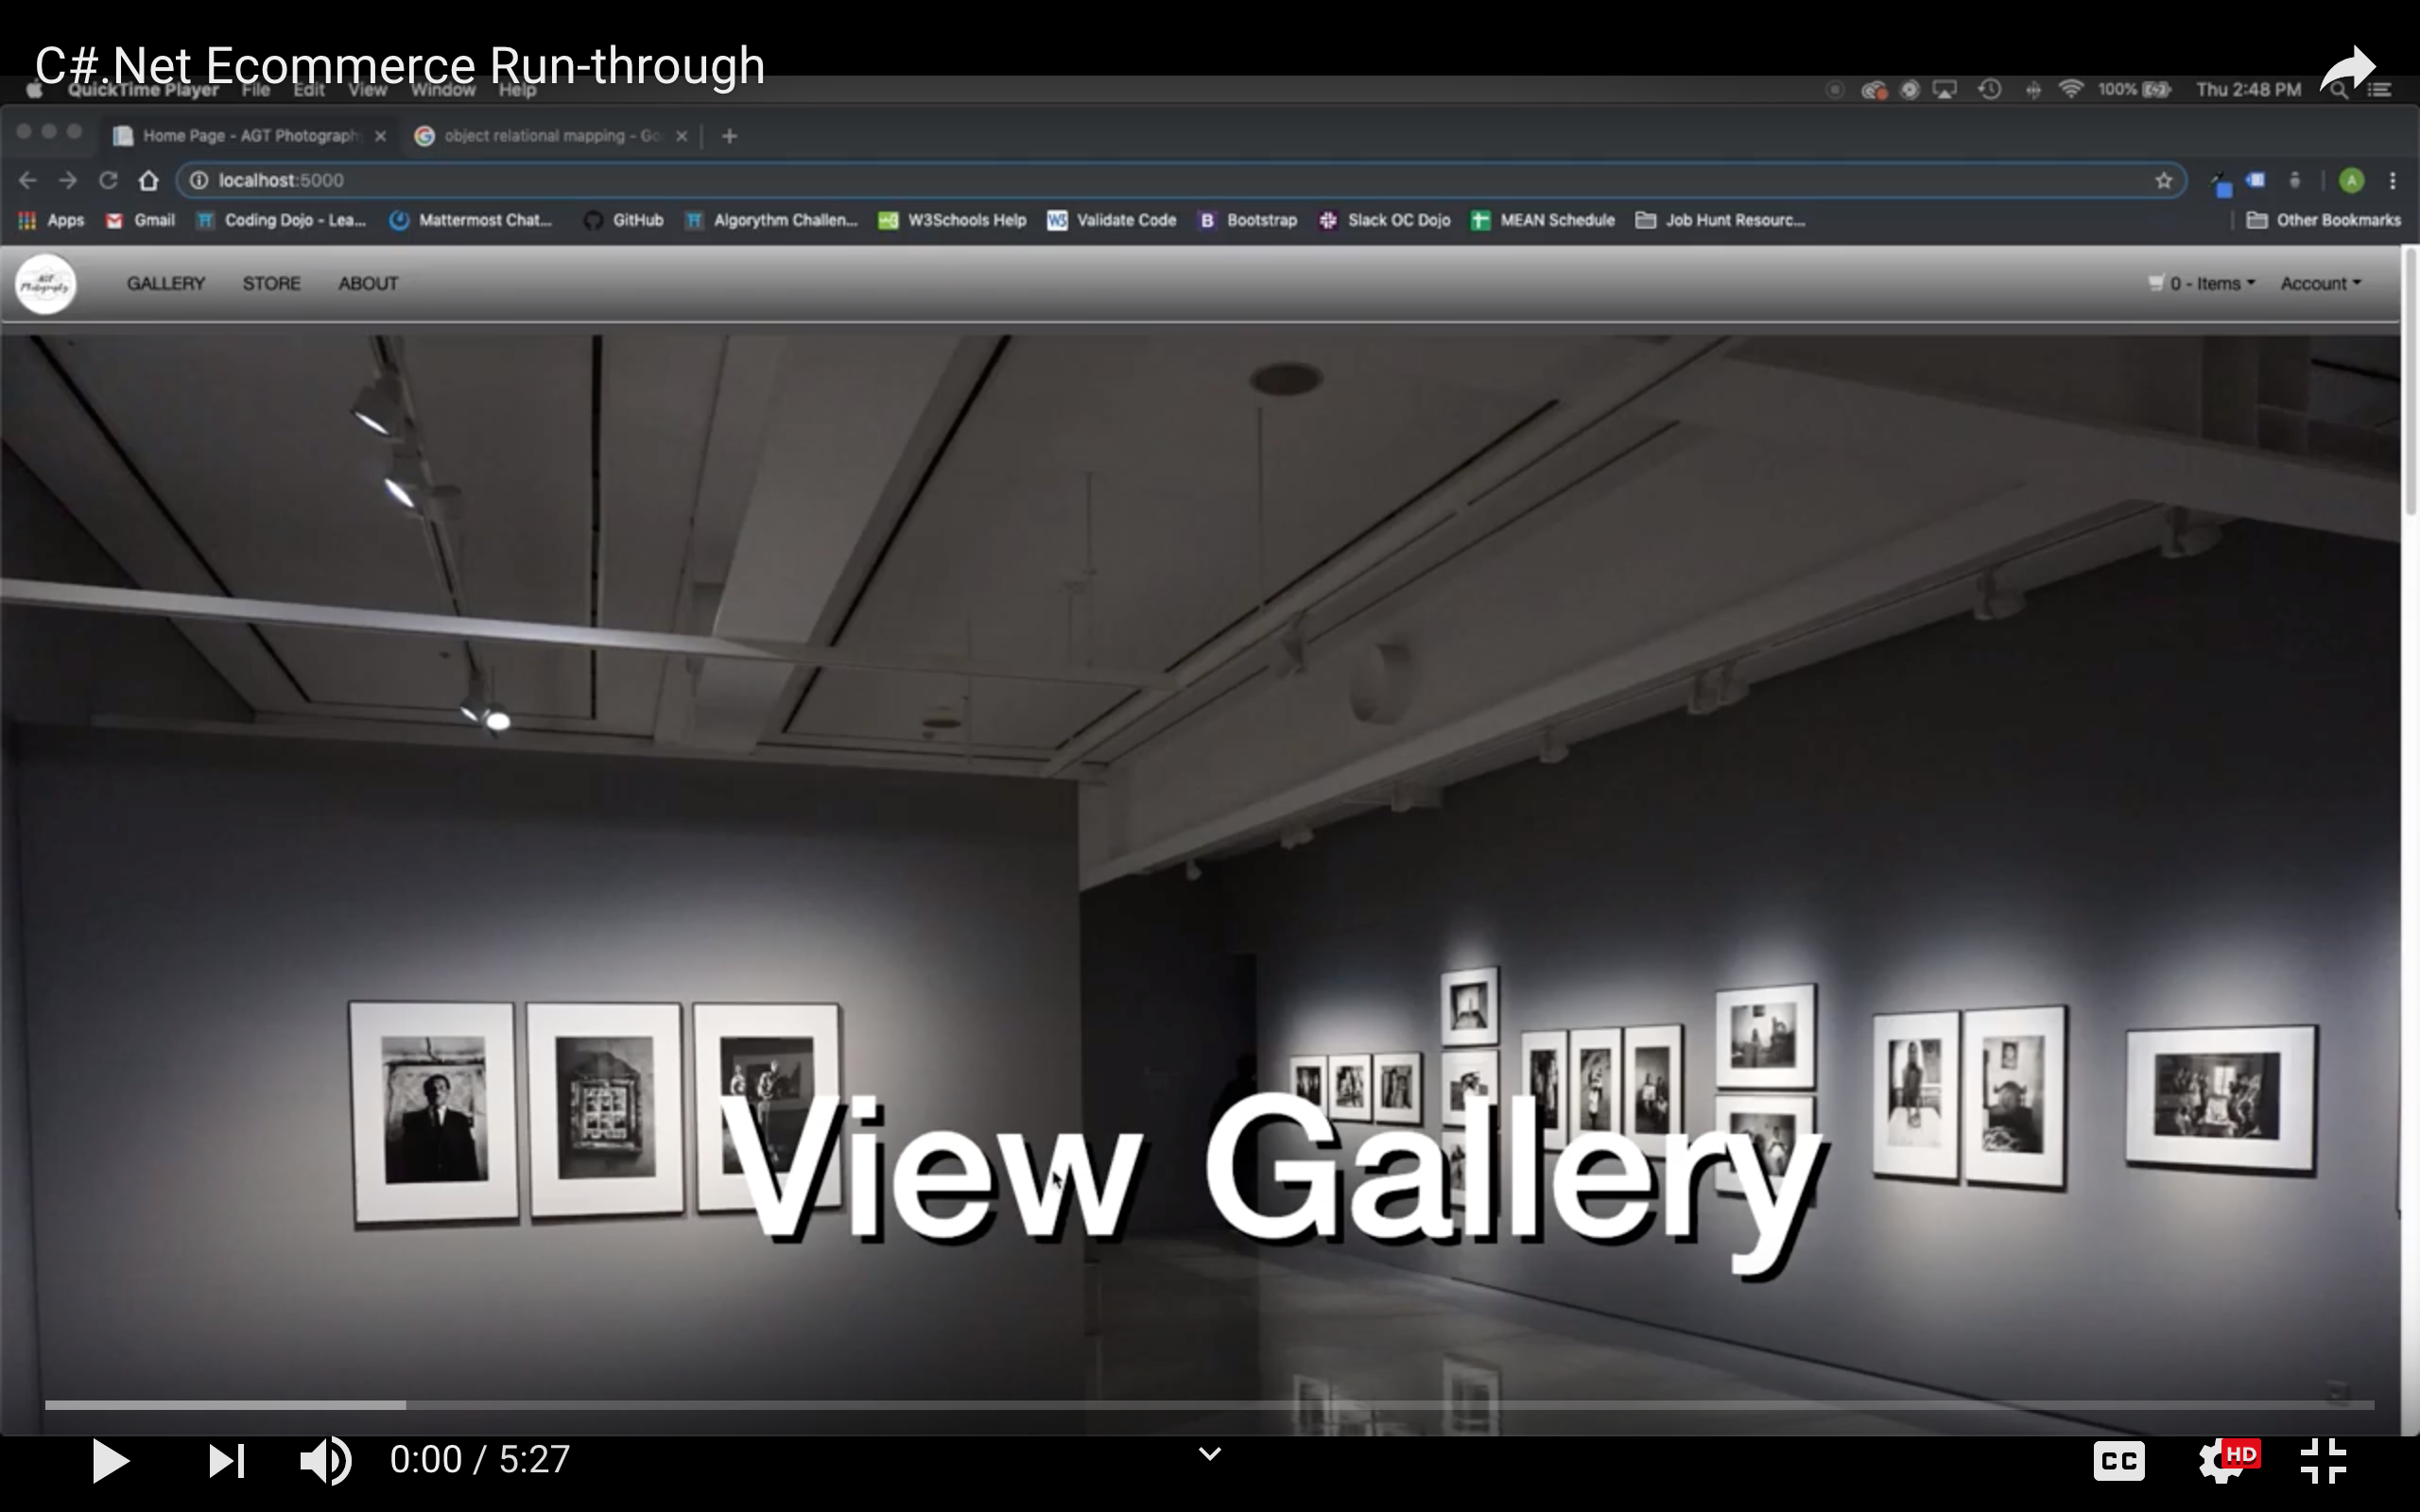 C#.Net Ecommerce Run-through
QuickTime Player File Edit View Window Help 100% Thu 2:48 PM
Home Page - AGT Photograph object relational mapping - Go
localhost:5000 A
Apps Gmail Coding Dojo - Lea... Mattermost Chat... GitHub Algorythm Challen... W3Schools Help Validate Code B Bootstrap Slack OC Dojo MEAN Schedule Job Hunt Resourc... Other Bookmarks
AGT
Photography
GALLERY STORE ABOUT 0 - Items Account
View Gallery
0:00 / 5:27 CC HD